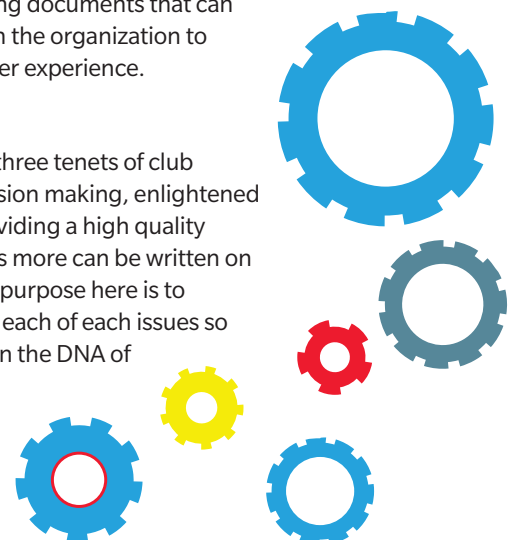 ng documents that can
n the organization to
er experience.
three tenets of club
sion making, enlightened
viding a high quality
s more can be written on
purpose here is to
each of each issues so
n the DNA of